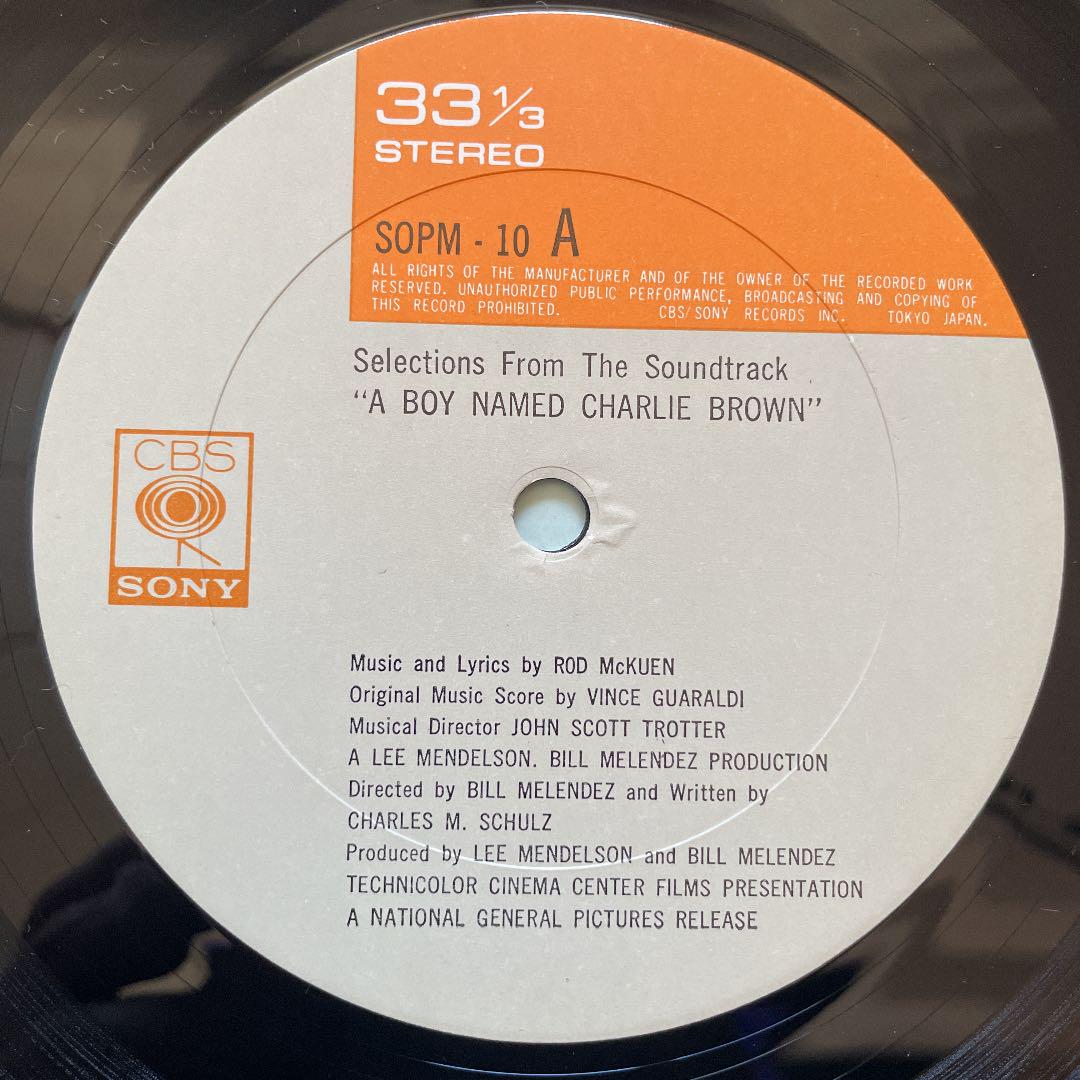 33 1/3
STEREO
SOPM - 10 A
ALL RIGHTS OF THE MANUFACTURER AND OF THE OWNER OF THE RECORDED WORK
RESERVED. UNAUTHORIZED PUBLIC PERFORMANCE, BROADCASTING AND COPYING OF
THIS RECORD PROHIBITED. CBS/SONY RECORDS INC. TOKYO JAPAN.
Selections From The Soundtrack
"A BOY NAMED CHARLIE BROWN"
CBS
SONY
Music and Lyrics by ROD McKUEN
Original Music Score by VINCE GUARALDI
Musical Director JOHN SCOTT TROTTER
A LEE MENDELSON. BILL MELENDEZ PRODUCTION
Directed by BILL MELENDEZ and Written by
CHARLES M. SCHULZ
Produced by LEE MENDELSON and BILL MELENDEZ
TECHNICOLOR CINEMA CENTER FILMS PRESENTATION
A NATIONAL GENERAL PICTURES RELEASE